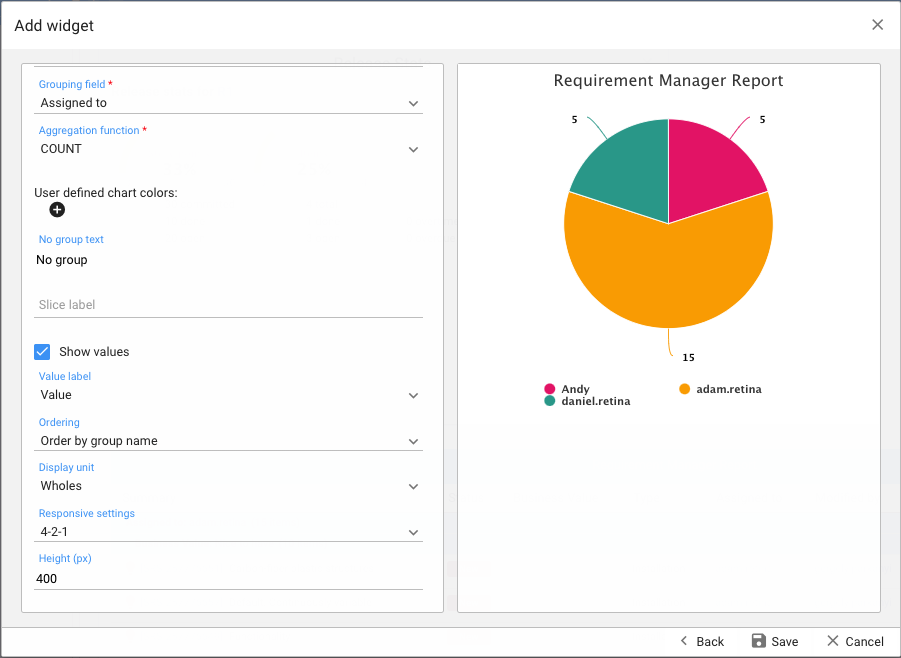 Add widget
Grouping field *
Assigned to
Aggregation function *
COUNT
User defined chart colors:
No group text
No group
Slice label
Show values
Value label
Value
Ordering
Order by group name
Display unit
Wholes
Responsive settings
4-2-1
Height (px)
400
Requirement Manager Report
5 5
15
Andy adam.retina
daniel.retina
Back Save Cancel